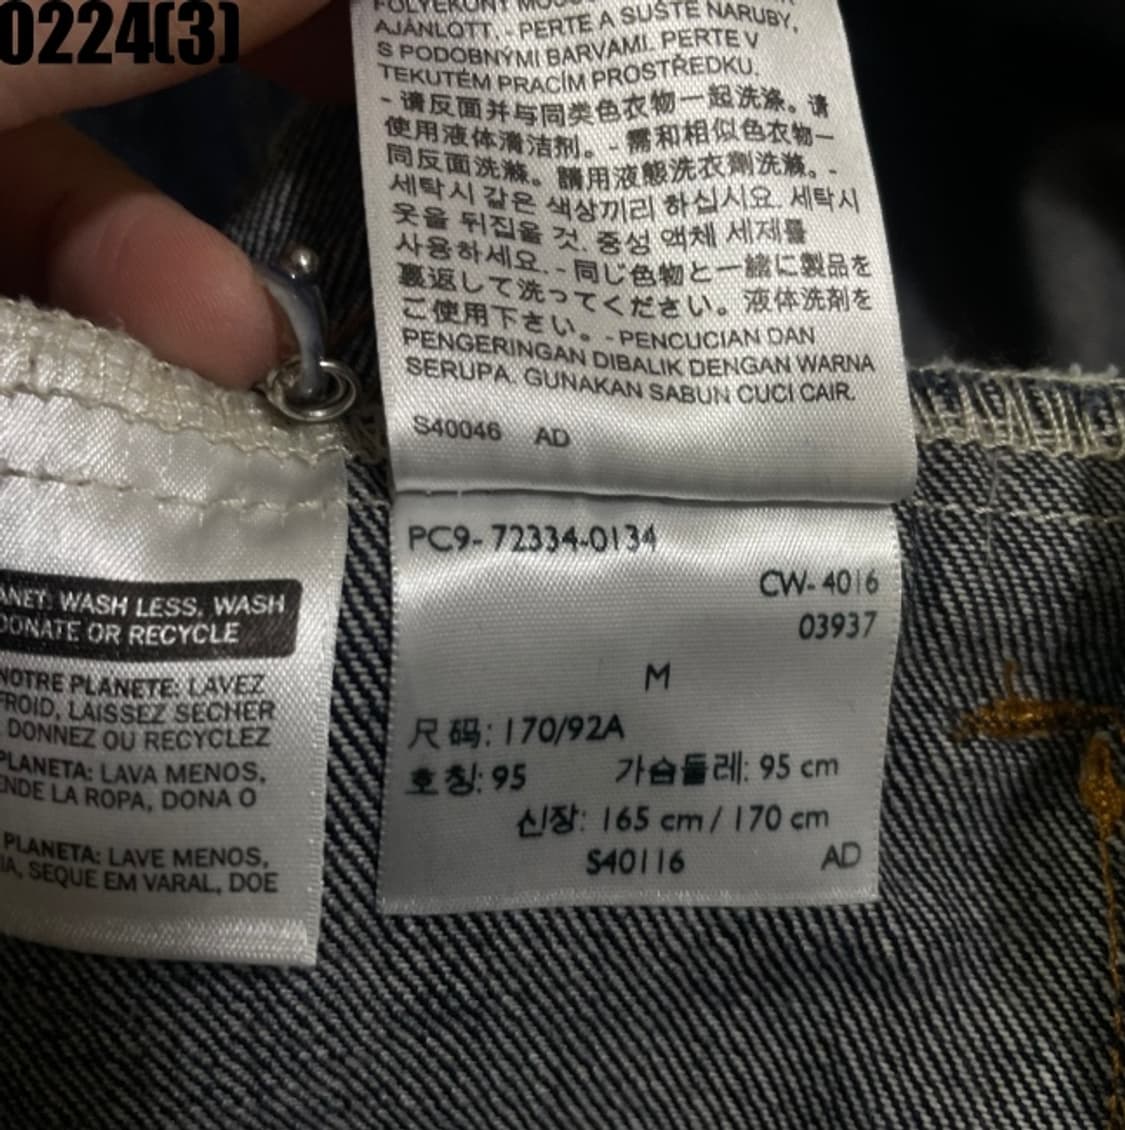 0224(3)
AJÁNLOTT. - PERTE A SUŠTE NARUBY,
S PODOBNÝMI BARVAMI. PERTE V
TEKUTÉM PRACÍM PROSTŘEDKU.
- 请反面并与同类色衣物一起洗涤。请
使用液体清洁剂。- 需和相似色衣物一
同反面洗滌。請用液態洗衣劑洗滌。-
세탁시 같은 색상끼리 하십시요. 세탁시
옷을 뒤집을 것. 중성 액체 세제를
사용하세요. - 同じ色物と一緒に製品を
裏返して洗ってください。液体洗剤を
ご使用下さい。- PENCUCIAN DAN
PENGERINGAN DIBALIK DENGAN WARNA
SERUPA. GUNAKAN SABUN CUCI CAIR.
S40046 AD
PC9-72334-0134
CW-4016
03937
M
尺码: 170/92A
호칭: 95 가슴둘레: 95 cm
신장: 165 cm / 170 cm
S40116 AD
WASH LESS, WASH
DONATE OR RECYCLE
NOTRE PLANETE: LAVEZ
FROID, LAISSEZ SECHER
DONNEZ OU RECYCLEZ
PLANETA: LAVA MENOS,
DE LA ROPA, DONA O
PLANETA: LAVE MENOS,
SEQUE EM VARAL, DOE